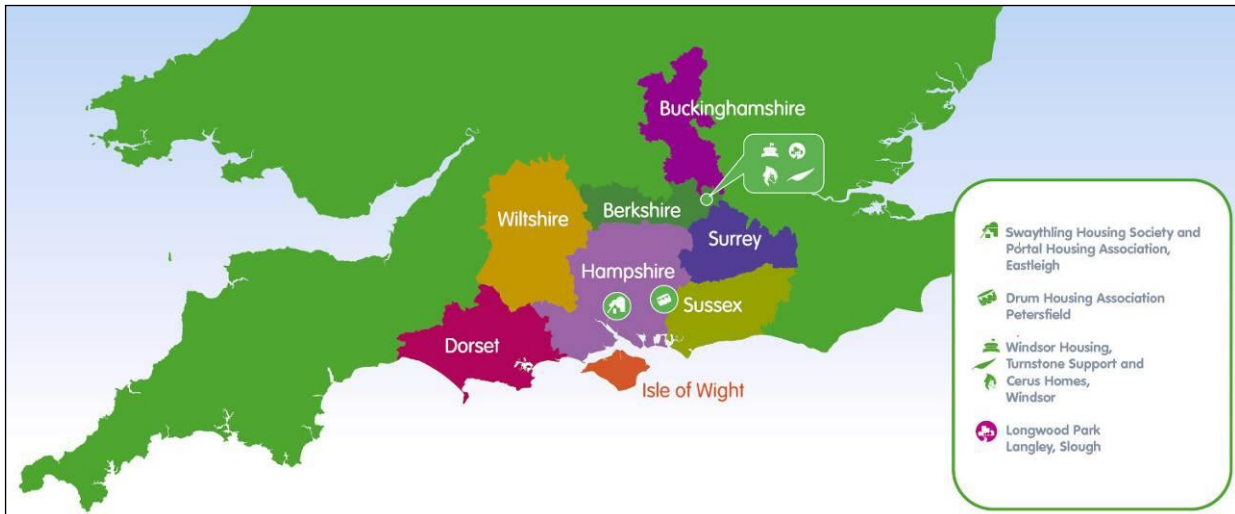 Buckinghamshire
Wiltshire
Berkshire
Surrey
Hampshire
Sussex
Dorset
Isle of Wight
Swaythling Housing Society and
Portal Housing Association,
Eastleigh
Drum Housing Association
Petersfield
Windsor Housing,
Turnstone Support and
Cerus Homes,
Windsor
Longwood Park
Langley, Slough